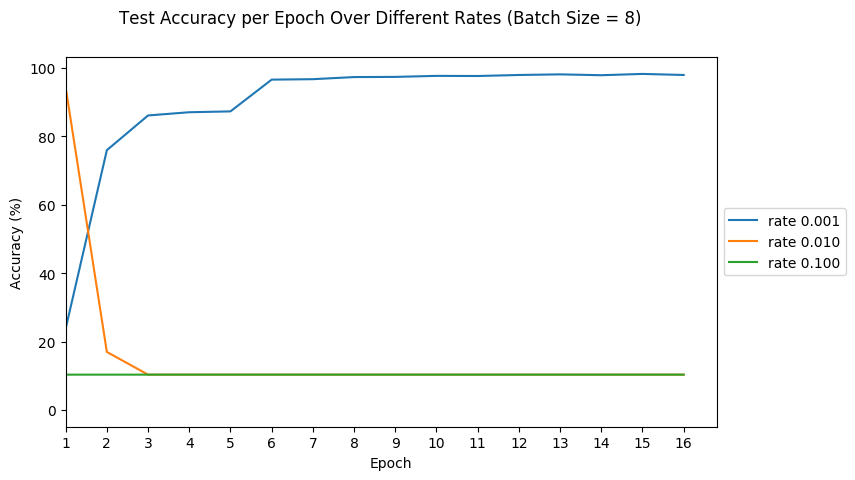 Test Accuracy per Epoch Over Different Rates (Batch Size = 8)
100
80
60
40
20
0
Accuracy (%)
1 2 3 4 5 6 7 8 9 10 11 12 13 14 15 16
Epoch
rate 0.001
rate 0.010
rate 0.100